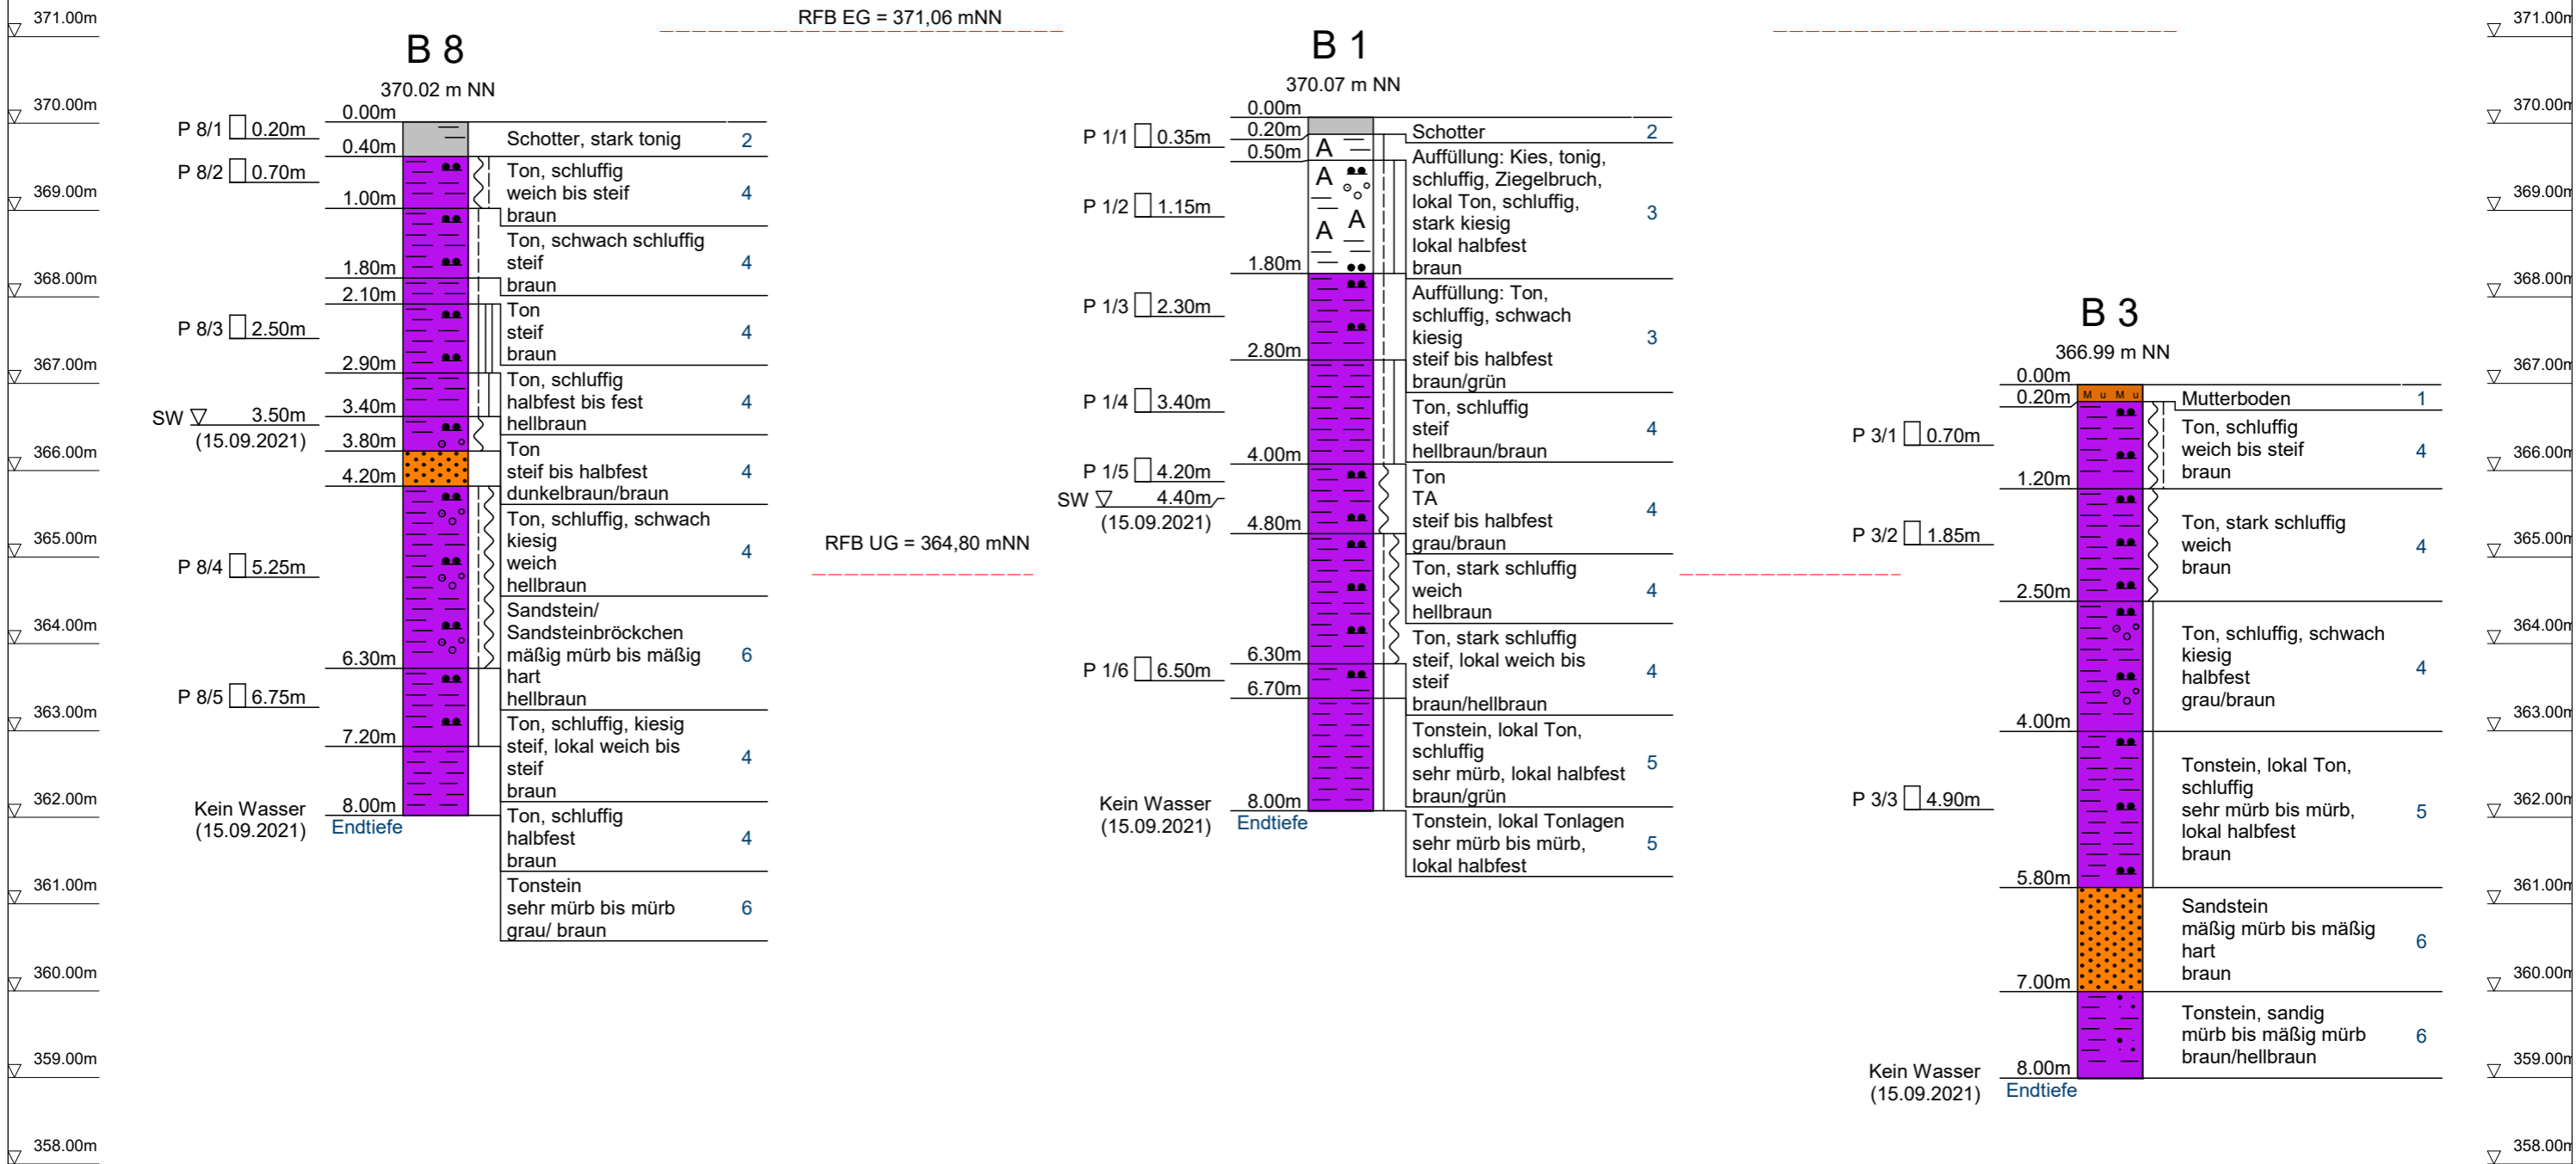 371.00m
370.00m
369.00m
368.00m
367.00m
366.00m
365.00m
364.00m
363.00m
362.00m
361.00m
360.00m
359.00m
358.00m
B 8
370.02 m NN
P 8/1 0.20m
P 8/2 0.70m
P 8/3 2.50m
SW 3.50m
(15.09.2021)
P 8/4 5.25m
P 8/5 6.75m
Kein Wasser
(15.09.2021)
0.00m
0.40m
1.00m
1.80m
2.10m
2.90m
3.40m
3.80m
4.20m
6.30m
7.20m
8.00m
Endtiefe
Schotter, stark tonig 2
Ton, schluffig
weich bis steif 4
braun
Ton, schwach schluffig
steif 4
braun
Ton
steif 4
braun
Ton, schluffig
halbfest bis fest 4
hellbraun
Ton
steif bis halbfest 4
dunkelbraun/braun
Ton, schluffig, schwach
kiesig 4
weich
hellbraun
Sandstein/
Sandsteinbröckchen
mäßig mürb bis mäßig 6
hart
hellbraun
Ton, schluffig, kiesig
steif, lokal weich bis 4
steif
braun
Ton, schluffig
halbfest 4
braun
Tonstein
sehr mürb bis mürb 6
grau/ braun
RFB EG = 371,06 mNN
RFB UG = 364,80 mNN
B 1
370.07 m NN
P 1/1 0.35m
P 1/2 1.15m
P 1/3 2.30m
P 1/4 3.40m
P 1/5 4.20m
SW 4.40m
(15.09.2021)
P 1/6 6.50m
Kein Wasser
(15.09.2021)
0.00m
0.20m
0.50m
1.80m
2.80m
4.00m
4.80m
6.30m
6.70m
8.00m
Endtiefe
A
A
A
A
Schotter 2
Auffüllung: Kies, tonig,
schluffig, Ziegelbruch,
lokal Ton, schluffig, 3
stark kiesig
lokal halbfest
braun
Auffüllung: Ton,
schluffig, schwach
kiesig 3
steif bis halbfest
braun/grün
Ton, schluffig
steif 4
hellbraun/braun
Ton
TA 4
steif bis halbfest
grau/braun
Ton, stark schluffig
weich 4
hellbraun
Ton, stark schluffig
steif, lokal weich bis 4
steif
braun/hellbraun
Tonstein, lokal Ton,
schluffig 5
sehr mürb, lokal halbfest
braun/grün
Tonstein, lokal Tonlagen
sehr mürb bis mürb, 5
lokal halbfest
B 3
366.99 m NN
P 3/1 0.70m
P 3/2 1.85m
P 3/3 4.90m
Kein Wasser
(15.09.2021)
0.00m
0.20m
1.20m
2.50m
4.00m
5.80m
7.00m
8.00m
Endtiefe
M u M u
Mutterboden 1
Ton, schluffig
weich bis steif 4
braun
Ton, stark schluffig
weich 4
braun
Ton, schluffig, schwach
kiesig 4
halbfest
grau/braun
Tonstein, lokal Ton,
schluffig
sehr mürb bis mürb, 5
lokal halbfest
braun
Sandstein
mäßig mürb bis mäßig 6
hart
braun
Tonstein, sandig
mürb bis mäßig mürb 6
braun/hellbraun
371.00m
370.00m
369.00m
368.00m
367.00m
366.00m
365.00m
364.00m
363.00m
362.00m
361.00m
360.00m
359.00m
358.00m